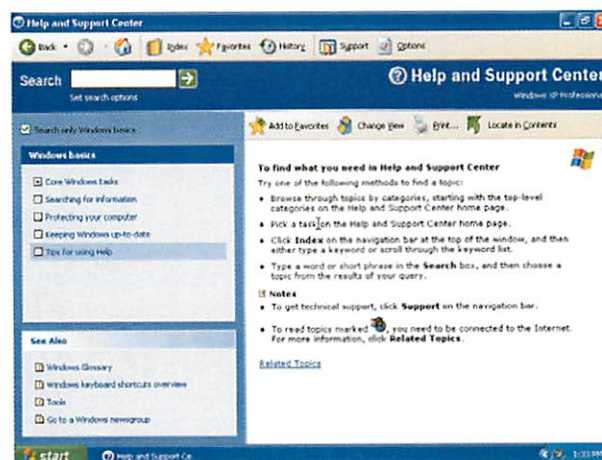 Help and Support Center
Back
Index
Favorites
History
Support
Options
Search
Set search options
Help and Support Center
Windows XP Professional
Search only Windows basics
Add to Favorites
Change View
Print...
Locate in Contents
Windows basics
Core Windows tasks
Searching for information
Protecting your computer
Keeping Windows up-to-date
Tips for using Help
See Also
Windows Glossary
Windows keyboard shortcuts overview
Tools
Go to a Windows newsgroup
To find what you need in Help and Support Center
Try one of the following methods to find a topic:
• Browse through topics by categories, starting with the top-level
categories on the Help and Support Center home page.
• Pick a task on the Help and Support Center home page.
• Click Index on the navigation bar at the top of the window, and then
either type a keyword or scroll through the keyword list.
• Type a word or short phrase in the Search box, and then choose a
topic from the results of your query.
Notes
• To get technical support, click Support on the navigation bar.
• To read topics marked , you need to be connected to the Internet.
For more information, click Related Topics.
Related Topics
start
Help and Support Ce